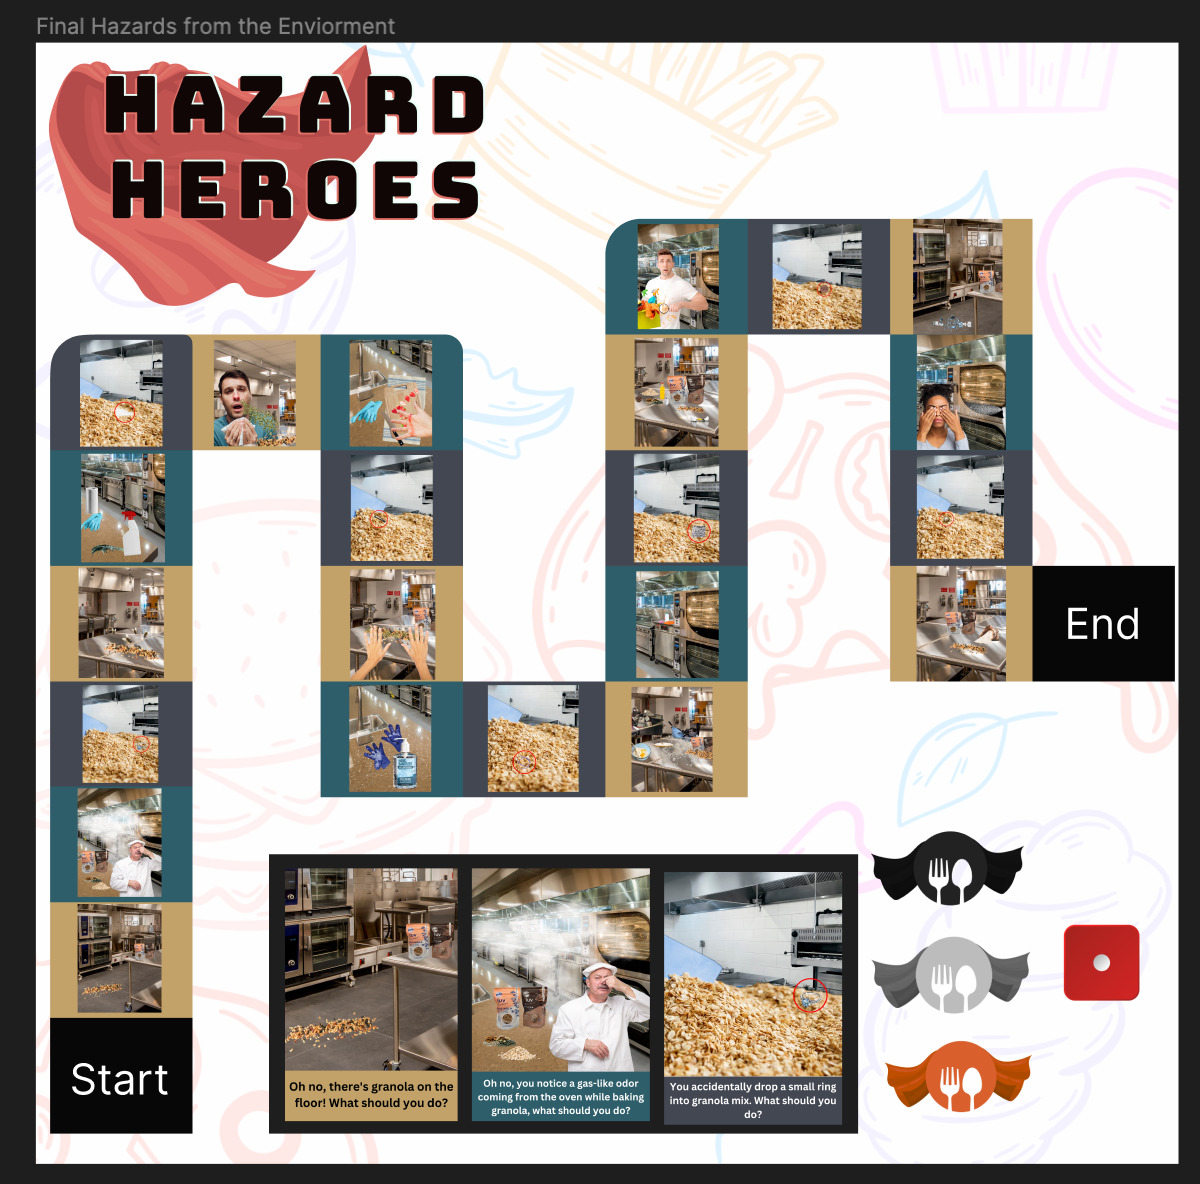 Final Hazards from the Enviorment
HAZARD
HEROES
End
Start
Oh no, there's granola on the
floor! What should you do?
Oh no, you notice a gas-like odor
coming from the oven while baking
granola, what should you do?
You accidentally drop a small ring
into granola mix. What should you
do?